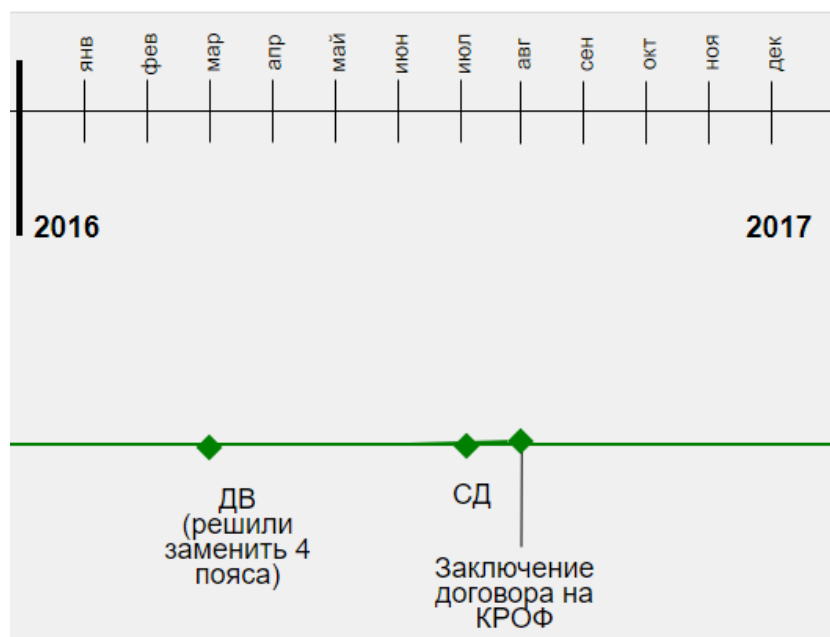 янв
фев
мар
апр
май
июн
июл
авг
сен
окт
ноя
дек
2016
2017
ДВ
(решили
заменить 4
пояса)
СД
Заключение
договора на
КРОФ